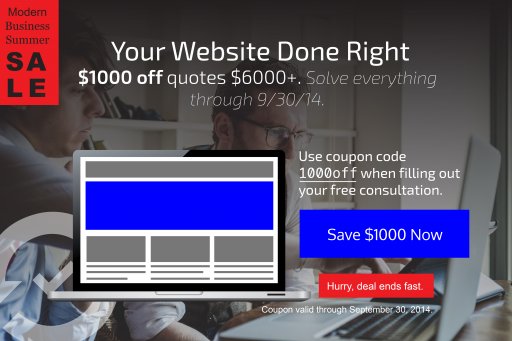 Modern
Business
Summer
SA
LE
Your Website Done Right
$1000 off quotes $6000+. Solve everything
through 9/30/14.
Use coupon code
1000off when filling out
your free consultation.
Save $1000 Now
Hurry, deal ends fast.
Coupon valid through September 30, 2014.